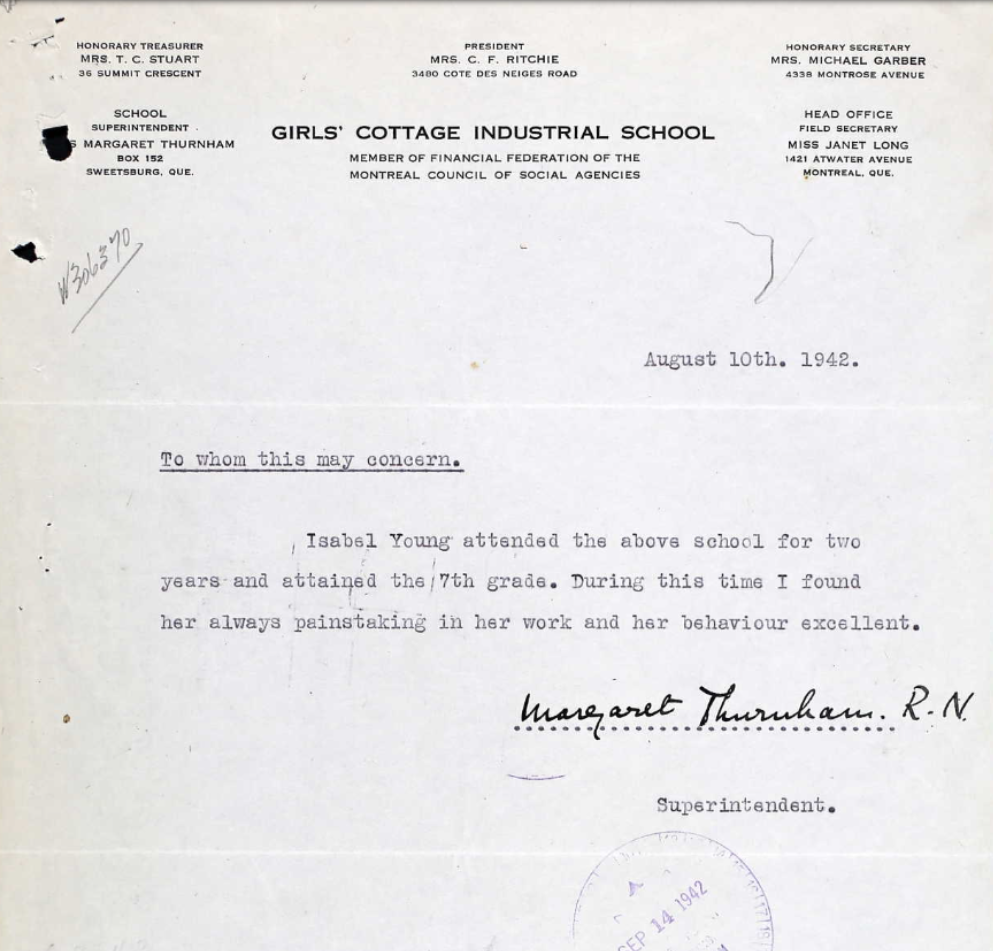 HONORARY TREASURER
MRS. T. C. STUART
36 SUMMIT CRESCENT
PRESIDENT
MRS. C. F. RITCHIE
3480 COTE DES NEIGES ROAD
HONORARY SECRETARY
MRS. MICHAEL GARBER
4338 MONTROSE AVENUE
SCHOOL
SUPERINTENDENT
S MARGARET THURNHAM
BOX 152
SWEETSBURG, QUE.
GIRLS' COTTAGE INDUSTRIAL SCHOOL
MEMBER OF FINANCIAL FEDERATION OF THE
MONTREAL COUNCIL OF SOCIAL AGENCIES
HEAD OFFICE
FIELD SECRETARY
MISS JANET LONG
1421 ATWATER AVENUE
MONTREAL, QUE.
W306370
August 10th. 1942.
To whom this may concern.
Isabel Young attended the above school for two
years and attained the 7th grade. During this time I found
her always painstaking in her work and her behaviour excellent.
Margaret Thurnham. R.N.
Superintendent.
SEP 14 1942